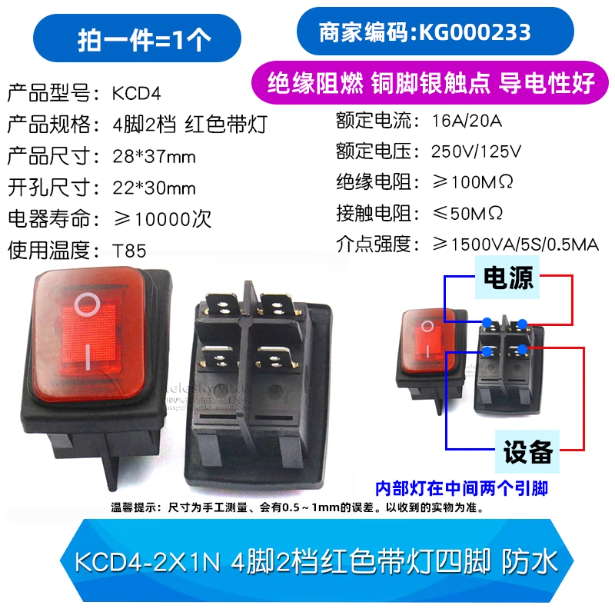 拍一件=1个
商家编码:KG000233
绝缘阻燃 铜脚银触点 导电性好
产品型号: KCD4
产品规格: 4脚2档 红色带灯
产品尺寸: 28*37mm
开孔尺寸: 22*30mm
电器寿命: ≥10000次
使用温度: T85
额定电流: 16A/20A
额定电压: 250V/125V
绝缘电阻: ≥100MΩ
接触电阻: ≤50MΩ
介点强度: ≥1500VA/5S/0.5MA
电源
设备
内部灯在中间两个引脚
温馨提示: 尺寸为手工测量、会有0.5~1mm的误差。以收到的实物为准。
KCD4-2X1N 4脚2档红色带灯四脚 防水